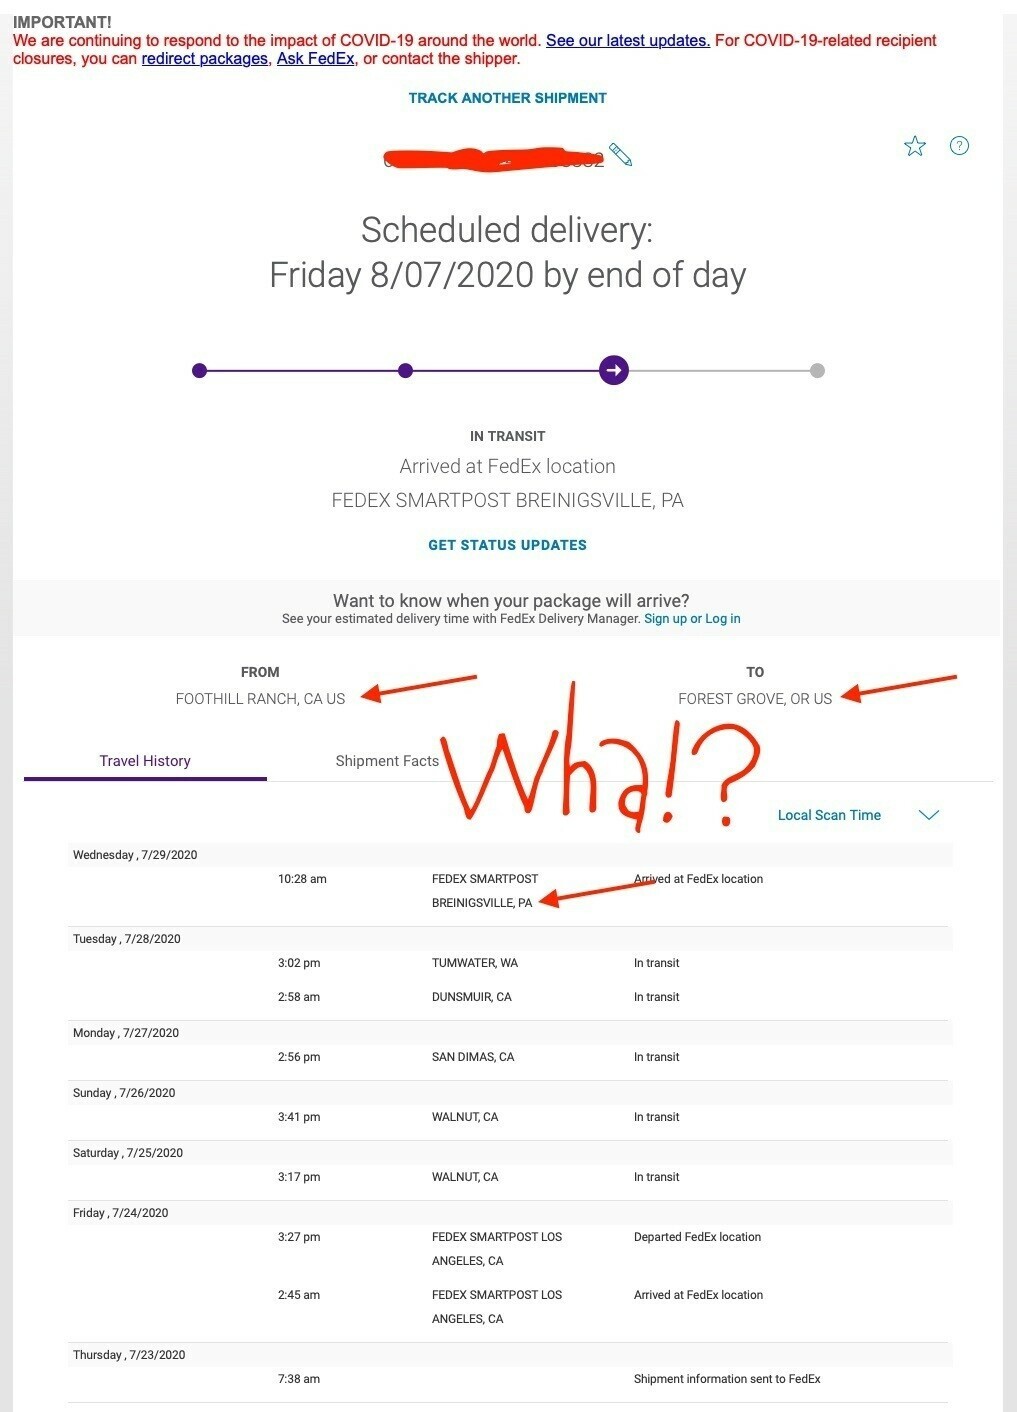 IMPORTANT!
We are continuing to respond to the impact of COVID-19 around the world. See our latest updates. For COVID-19-related recipient
closures, you can redirect packages, Ask FedEx, or contact the shipper.
TRACK ANOTHER SHIPMENT
Scheduled delivery:
Friday 8/07/2020 by end of day
IN TRANSIT
Arrived at FedEx location
FEDEX SMARTPOST BREINIGSVILLE, PA
GET STATUS UPDATES
Want to know when your package will arrive?
See your estimated delivery time with FedEx Delivery Manager. Sign up or Log in
FROM TO
FOOTHILL RANCH, CA US FOREST GROVE, OR US
Wha!?
Travel History Shipment Facts
Local Scan Time
Wednesday , 7/29/2020
10:28 am FEDEX SMARTPOST Arrived at FedEx location
BREINIGSVILLE, PA
Tuesday , 7/28/2020
3:02 pm TUMWATER, WA In transit
2:58 am DUNSMUIR, CA In transit
Monday , 7/27/2020
2:56 pm SAN DIMAS, CA In transit
Sunday , 7/26/2020
3:41 pm WALNUT, CA In transit
Saturday , 7/25/2020
3:17 pm WALNUT, CA In transit
Friday , 7/24/2020
3:27 pm FEDEX SMARTPOST LOS Departed FedEx location
ANGELES, CA
2:45 am FEDEX SMARTPOST LOS Arrived at FedEx location
ANGELES, CA
Thursday , 7/23/2020
7:38 am Shipment information sent to FedEx